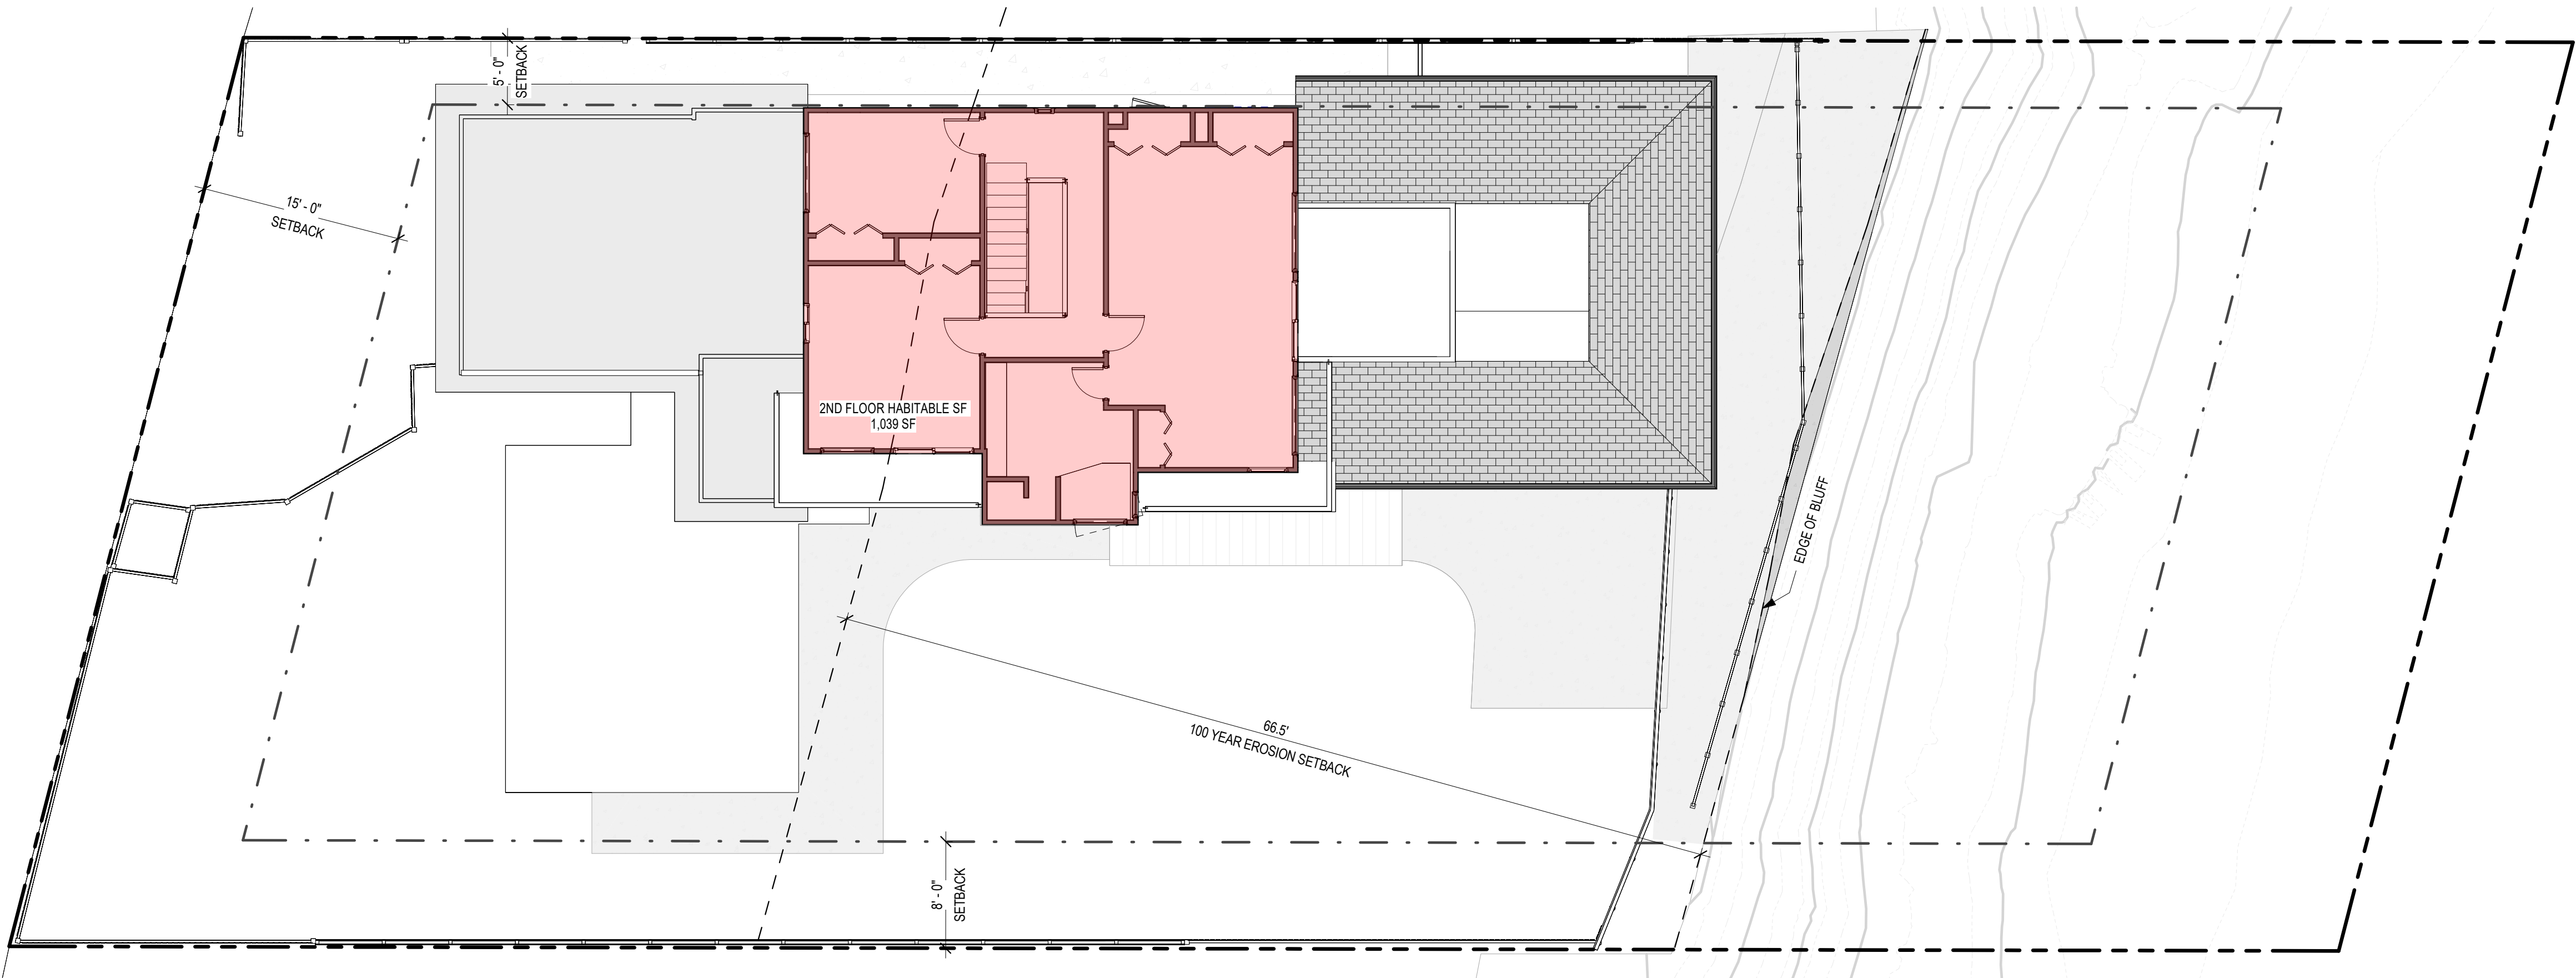 5' - 0"
SETBACK
15' - 0"
SETBACK
2ND FLOOR HABITABLE SF
1,039 SF
EDGE OF BLUFF
66.5'
100 YEAR EROSION SETBACK
8' - 0"
SETBACK